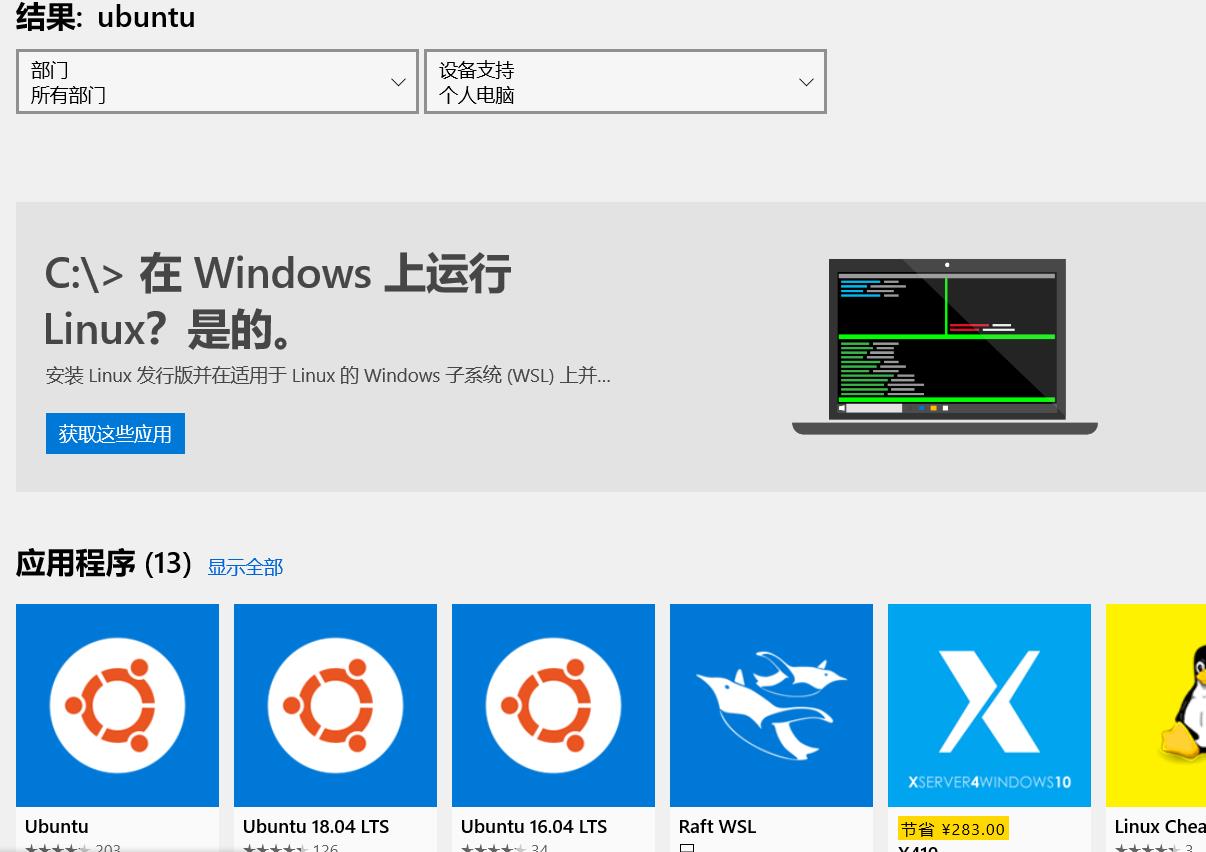 结果: ubuntu
部门
所有部门
设备支持
个人电脑
C:\> 在 Windows 上运行
Linux? 是的。
安装 Linux 发行版并在适用于 Linux 的 Windows 子系统 (WSL) 上并...
获取这些应用
应用程序 (13) 显示全部
XSERVER4WINDOWS10
Ubuntu
203
Ubuntu 18.04 LTS
126
Ubuntu 16.04 LTS
34
Raft WSL
节省 ¥283.00
¥419
Linux Chea
3